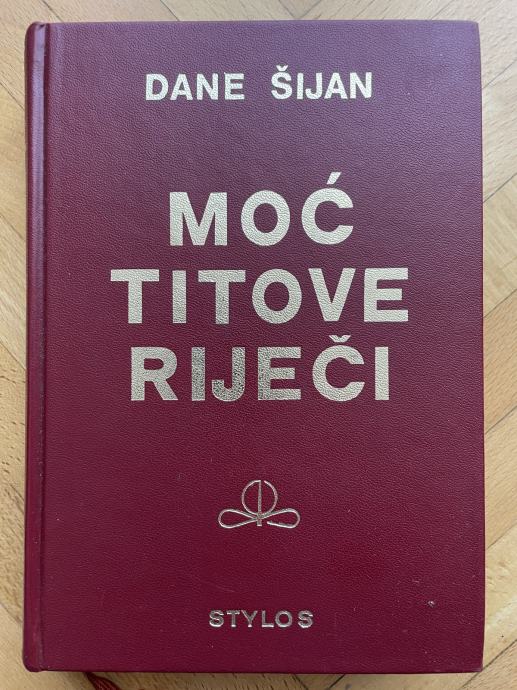 DANE ŠIJAN
MOĆ
TITOVE
RIJEČI
STYLOS